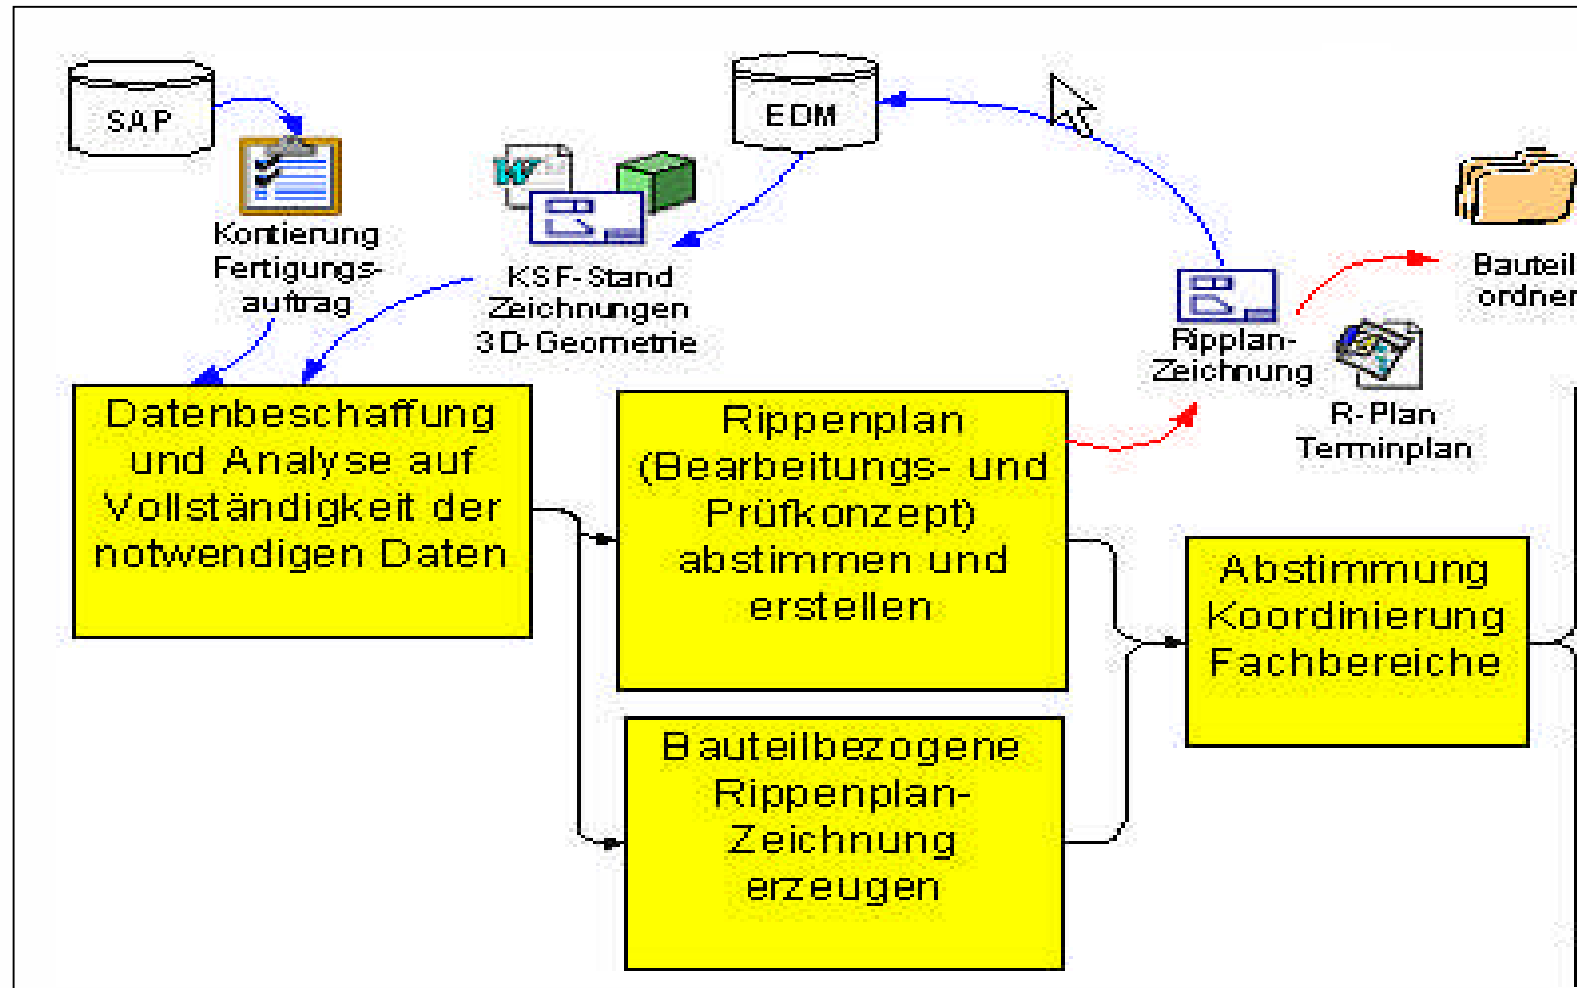 SAP
EDM
Kontierung
Fertigungs-
auftrag
KSF-Stand
Zeichnungen
3D-Geometrie
Ripplan-
Zeichnung
R-Plan
Terminplan
Bauteil
ordner
Datenbeschaffung
und Analyse auf
Vollständigkeit der
notwendigen Daten
Rippenplan
(Bearbeitungs- und
Prüfkonzept)
abstimmen und
erstellen
Bauteilbezogene
Rippenplan-
Zeichnung
erzeugen
Abstimmung
Koordinierung
Fachbereiche